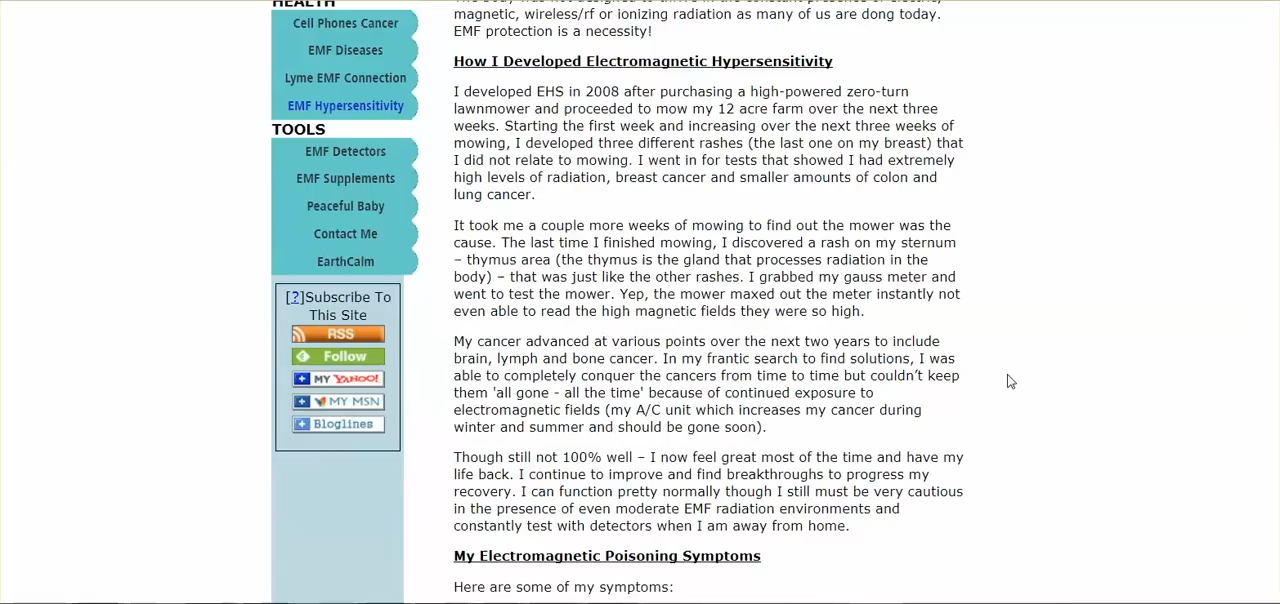 HEALTH
Cell Phones Cancer
EMF Diseases
Lyme EMF Connection
EMF Hypersensitivity
TOOLS
EMF Detectors
EMF Supplements
Peaceful Baby
Contact Me
EarthCalm
[?]Subscribe To
This Site
RSS
Follow
MY YAHOO!
MY MSN
Bloglines
magnetic, wireless/rf or ionizing radiation as many of us are dong today.
EMF protection is a necessity!
How I Developed Electromagnetic Hypersensitivity
I developed EHS in 2008 after purchasing a high-powered zero-turn
lawnmower and proceeded to mow my 12 acre farm over the next three
weeks. Starting the first week and increasing over the next three weeks of
mowing, I developed three different rashes (the last one on my breast) that
I did not relate to mowing. I went in for tests that showed I had extremely
high levels of radiation, breast cancer and smaller amounts of colon and
lung cancer.
It took me a couple more weeks of mowing to find out the mower was the
cause. The last time I finished mowing, I discovered a rash on my sternum
– thymus area (the thymus is the gland that processes radiation in the
body) – that was just like the other rashes. I grabbed my gauss meter and
went to test the mower. Yep, the mower maxed out the meter instantly not
even able to read the high magnetic fields they were so high.
My cancer advanced at various points over the next two years to include
brain, lymph and bone cancer. In my frantic search to find solutions, I was
able to completely conquer the cancers from time to time but couldn’t keep
them 'all gone - all the time' because of continued exposure to
electromagnetic fields (my A/C unit which increases my cancer during
winter and summer and should be gone soon).
Though still not 100% well – I now feel great most of the time and have my
life back. I continue to improve and find breakthroughs to progress my
recovery. I can function pretty normally though I still must be very cautious
in the presence of even moderate EMF radiation environments and
constantly test with detectors when I am away from home.
My Electromagnetic Poisoning Symptoms
Here are some of my symptoms: